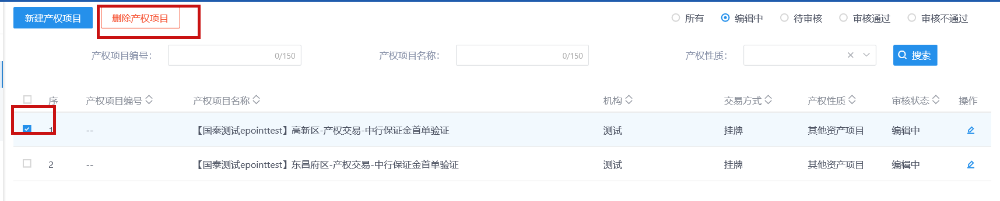 新建产权项目 删除产权项目 所有 编辑中 待审核 审核通过 审核不通过
产权项目编号： 0/150 产权项目名称： 0/150 产权性质： 搜索
序 产权项目编号 产权项目名称 机构 交易方式 产权性质 审核状态 操作
1 -- 【国泰测试epointtest】高新区-产权交易-中行保证金首单验证 测试 挂牌 其他资产项目 编辑中
2 -- 【国泰测试epointtest】东昌府区-产权交易-中行保证金首单验证 测试 挂牌 其他资产项目 编辑中